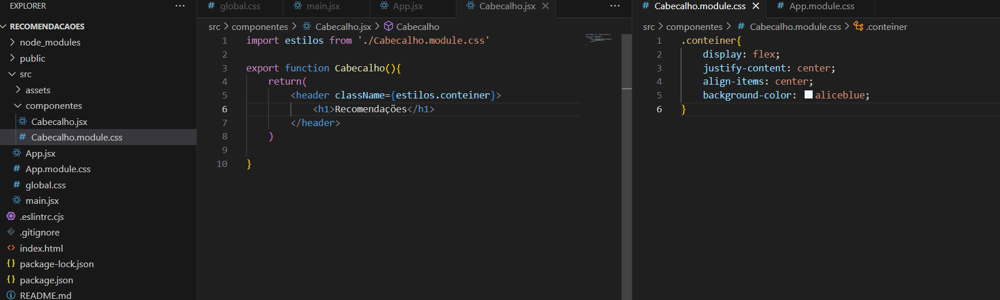 EXPLORER ...
RECOMENDACAOES
node_modules
public
src
assets
componentes
Cabecalho.jsx
# Cabecalho.module.css
App.jsx
# App.module.css
# global.css
main.jsx
.eslintrc.cjs
.gitignore
<> index.html
{} package-lock.json
{} package.json
README.md
# global.css main.jsx App.jsx Cabecalho.jsx × ...
src > componentes > Cabecalho.jsx > Cabecalho
1 import estilos from './Cabecalho.module.css'
2
3 export function Cabecalho(){
4 return(
5 <header className={estilos.conteiner}>
6 <h1>Recomendações</h1>
7 </header>
8 )
9
10 }
Cabecalho.module.css × # App.module.css
src > componentes > # Cabecalho.module.css > .conteiner
1 .conteiner{
2 display: flex;
3 justify-content: center;
4 align-items: center;
5 background-color: aliceblue;
6 }